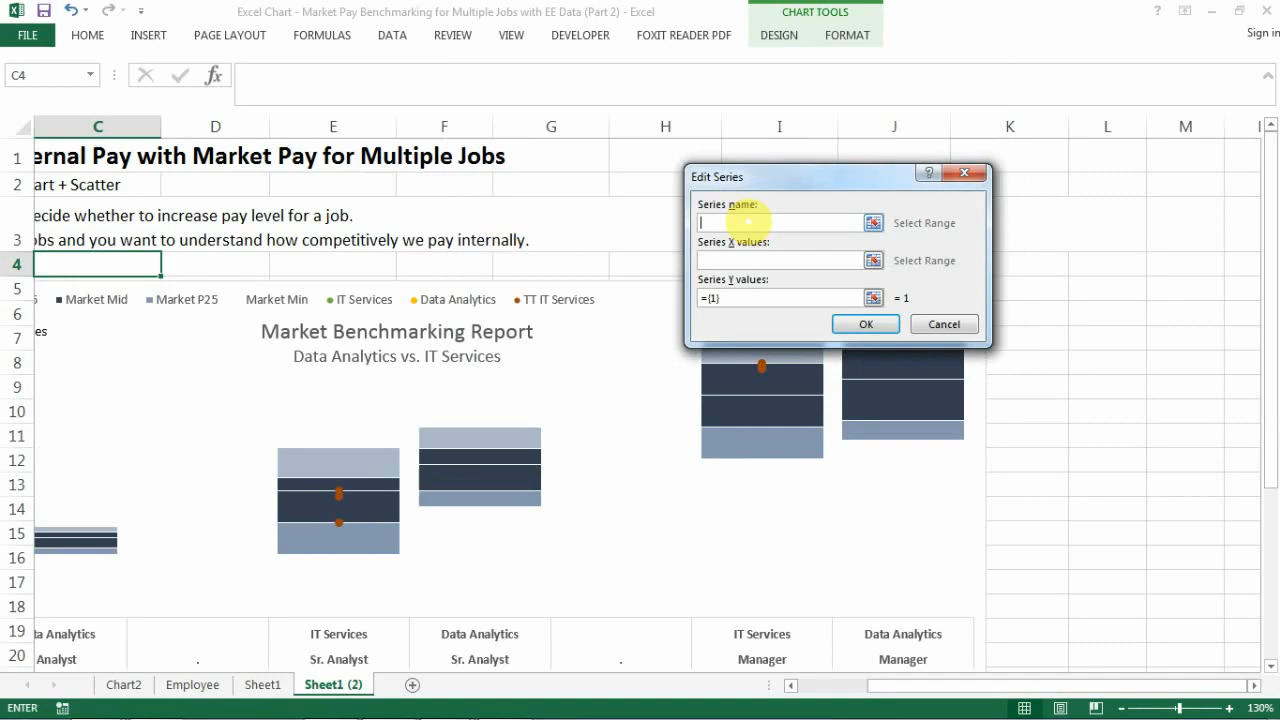 Excel Chart - Market Pay Benchmarking for Multiple Jobs with EE Data (Part 2) - Excel
CHART TOOLS
?
FILE HOME INSERT PAGE LAYOUT FORMULAS DATA REVIEW VIEW DEVELOPER FOXIT READER PDF DESIGN FORMAT Sign in
C4 fx
C D E F G H I J K L M
1 ernal Pay with Market Pay for Multiple Jobs
2 art + Scatter
ecide whether to increase pay level for a job.
3 obs and you want to understand how competitively we pay internally.
4
5 Market Mid Market P25 Market Min IT Services Data Analytics TT IT Services
6
7 es Market Benchmarking Report
8 Data Analytics vs. IT Services
9
10
11
12
13
14
15
16
17
18
19 ta Analytics IT Services Data Analytics IT Services Data Analytics
20 Analyst . Sr. Analyst Sr. Analyst . Manager Manager
Edit Series ?
Series name:
Select Range
Series X values:
Select Range
Series Y values:
={1} = 1
OK Cancel
Chart2 Employee Sheet1 Sheet1 (2)
ENTER 130%